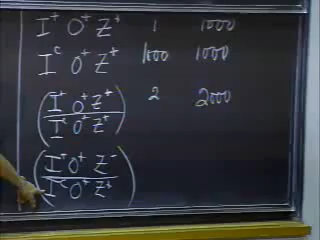 I⁺ O⁺ Z⁺ 1 1000
Iᶜ O⁺ Z⁺ 1000 1000
(I⁺ O⁺ Z⁺ 2 2000
Iᶜ O⁺ Z⁺)
(I⁺ O⁺ Z⁻
Iᶜ O⁺ Z⁺)